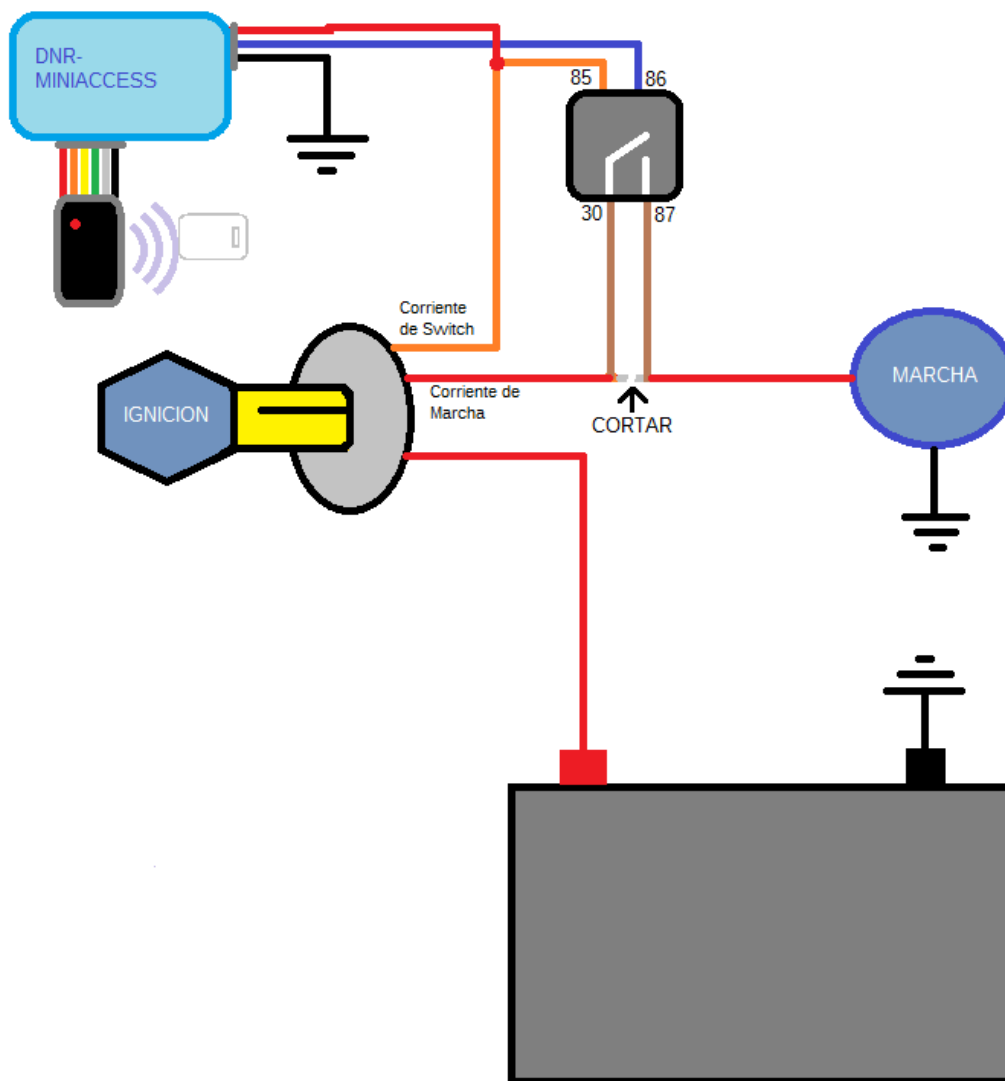 DNR-
MINIACCESS
85
86
30
87
Corriente
de Switch
IGNICION
Corriente de
Marcha
CORTAR
MARCHA